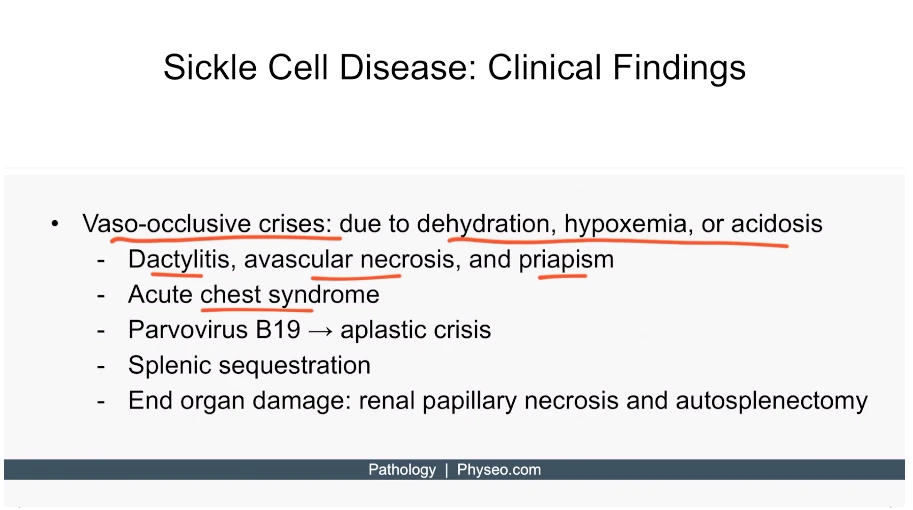 Sickle Cell Disease: Clinical Findings
• Vaso-occlusive crises: due to dehydration, hypoxemia, or acidosis
- Dactylitis, avascular necrosis, and priapism
- Acute chest syndrome
- Parvovirus B19 → aplastic crisis
- Splenic sequestration
- End organ damage: renal papillary necrosis and autosplenectomy
Pathology | Physeo.com